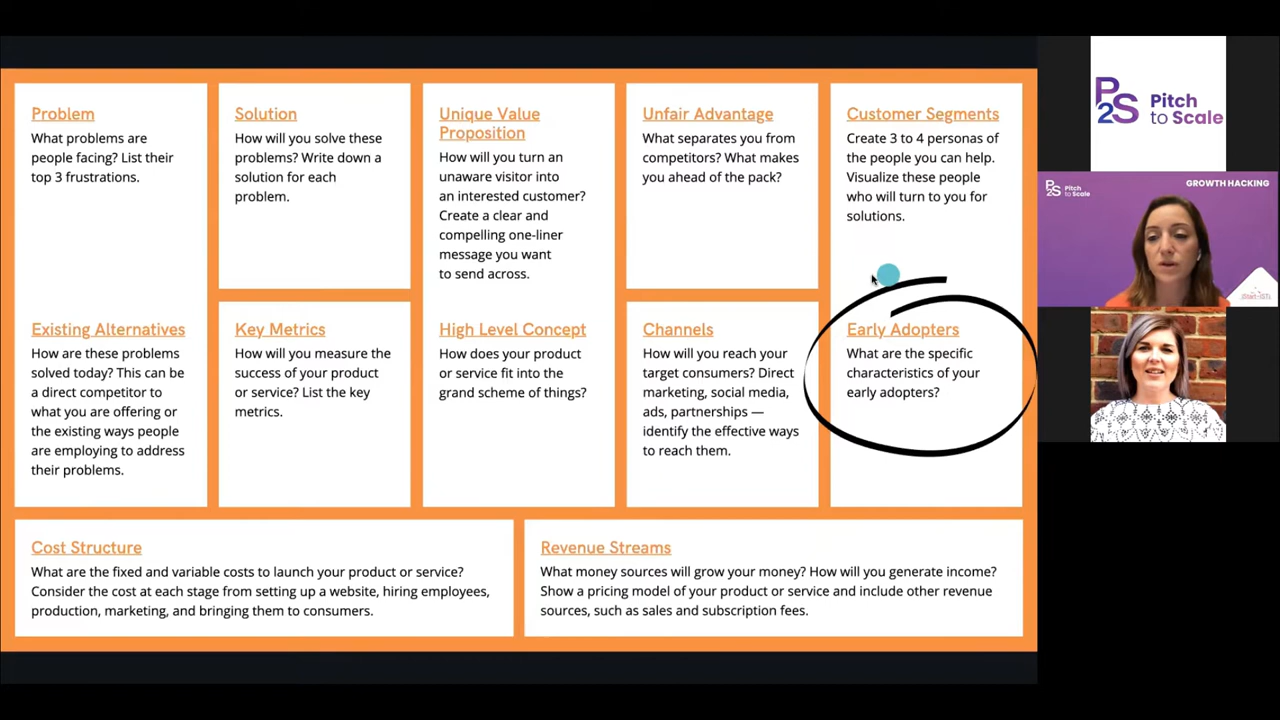 Problem
What problems are
people facing? List their
top 3 frustrations.
Existing Alternatives
How are these problems
solved today? This can be
a direct competitor to
what you are offering or
the existing ways people
are employing to address
their problems.
Solution
How will you solve these
problems? Write down a
solution for each
problem.
Key Metrics
How will you measure the
success of your product
or service? List the key
metrics.
Unique Value
Proposition
How will you turn an
unaware visitor into
an interested customer?
Create a clear and
compelling one-liner
message you want
to send across.
High Level Concept
How does your product
or service fit into the
grand scheme of things?
Unfair Advantage
What separates you from
competitors? What makes
you ahead of the pack?
Channels
How will you reach your
target consumers? Direct
marketing, social media,
ads, partnerships —
identify the effective ways
to reach them.
Customer Segments
Create 3 to 4 personas of
the people you can help.
Visualize these people
who will turn to you for
solutions.
Early Adopters
What are the specific
characteristics of your
early adopters?
Cost Structure
What are the fixed and variable costs to launch your product or service?
Consider the cost at each stage from setting up a website, hiring employees,
production, marketing, and bringing them to consumers.
Revenue Streams
What money sources will grow your money? How will you generate income?
Show a pricing model of your product or service and include other revenue
sources, such as sales and subscription fees.
P2S Pitch
to Scale
P2S Pitch
to Scale
GROWTH HACKING